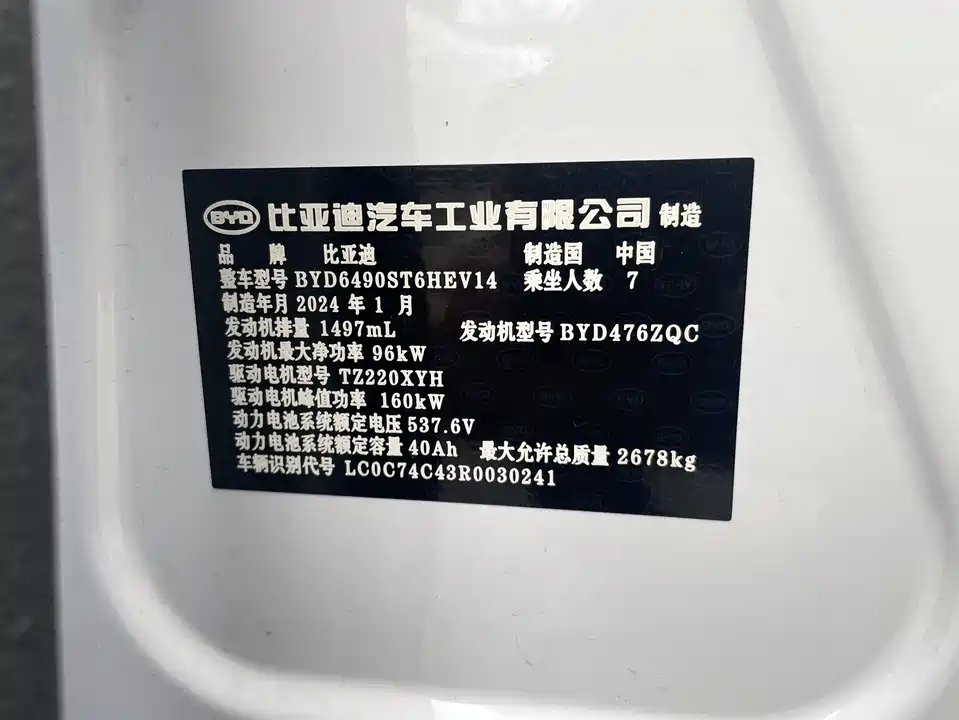 BYD 比亚迪汽车工业有限公司 制造
品 牌 比亚迪 制造国 中国
整车型号 BYD6490ST6HEV14 乘坐人数 7
制造年月 2024 年 1 月
发动机排量 1497mL 发动机型号 BYD476ZQC
发动机最大净功率 96kW
驱动电机型号 TZ220XYH
驱动电机峰值功率 160kW
动力电池系统额定电压 537.6V
动力电池系统额定容量 40Ah 最大允许总质量 2678kg
车辆识别代号 LC0C74C43R0030241